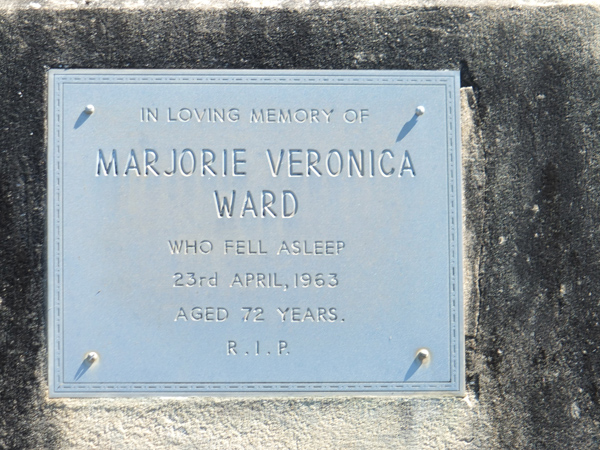 IN LOVING MEMORY OF
MARJORIE VERONICA
WARD
WHO FELL ASLEEP
23rd APRIL, 1963
AGED 72 YEARS.
R.I.P.